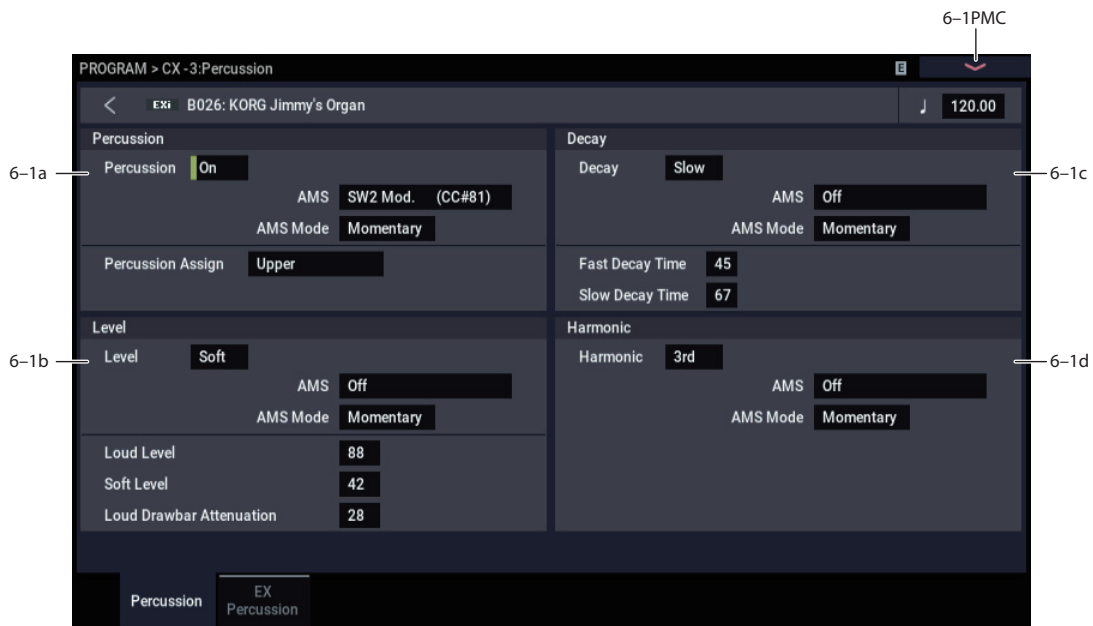 6–1PMC
PROGRAM > CX -3:Percussion E
EXi B026: KORG Jimmy's Organ ♩ 120.00
Percussion
6–1a
Percussion On
AMS SW2 Mod. (CC#81)
AMS Mode Momentary
Percussion Assign Upper
Decay
6–1c
Decay Slow
AMS Off
AMS Mode Momentary
Fast Decay Time 45
Slow Decay Time 67
Level
6–1b
Level Soft
AMS Off
AMS Mode Momentary
Loud Level 88
Soft Level 42
Loud Drawbar Attenuation 28
Harmonic
6–1d
Harmonic 3rd
AMS Off
AMS Mode Momentary
Percussion
EX
Percussion